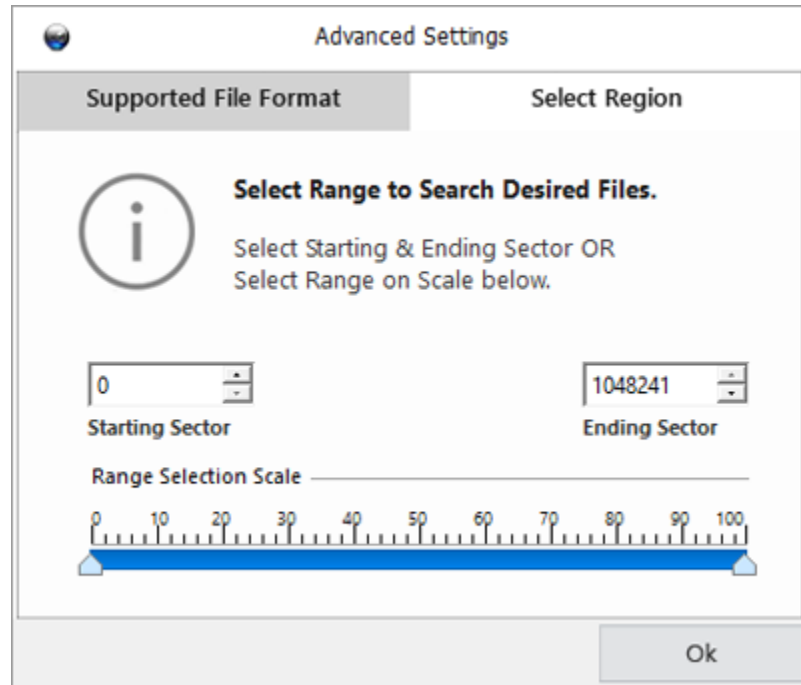 Advanced Settings
Supported File Format Select Region
Select Range to Search Desired Files.
Select Starting & Ending Sector OR
Select Range on Scale below.
0 1048241
Starting Sector Ending Sector
Range Selection Scale
0 10 20 30 40 50 60 70 80 90 100
Ok